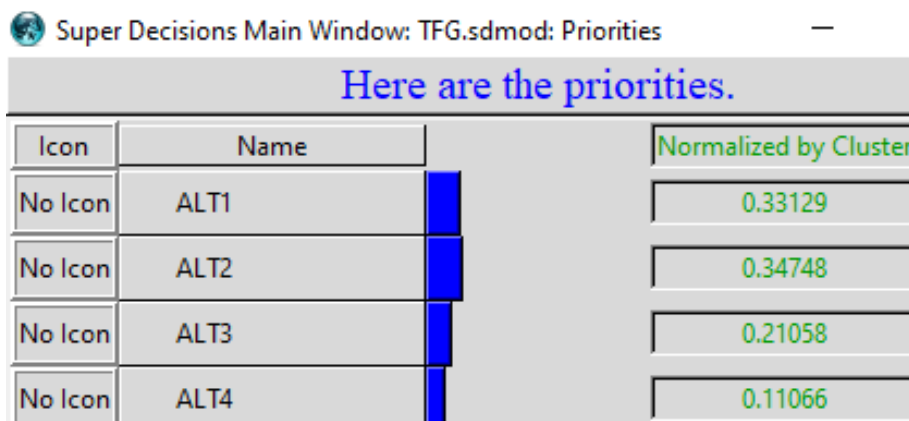 Super Decisions Main Window: TFG.sdmod: Priorities
Here are the priorities.
Icon Name Normalized by Cluster
No Icon ALT1 0.33129
No Icon ALT2 0.34748
No Icon ALT3 0.21058
No Icon ALT4 0.11066